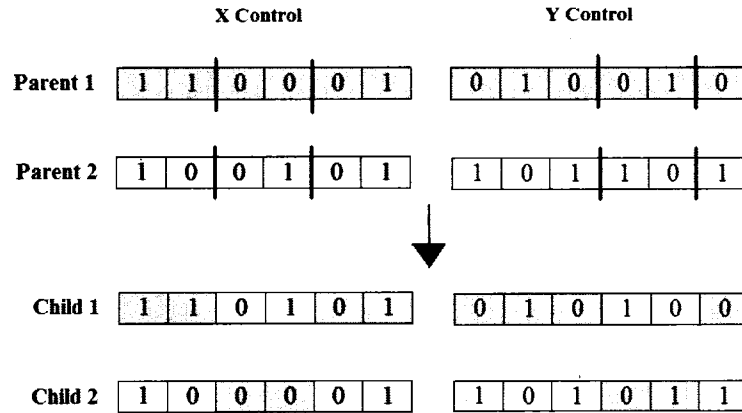 X Control Y Control
Parent 1 1 1 0 0 0 1 0 1 0 0 1 0
Parent 2 1 0 0 1 0 1 1 0 1 1 0 1
Child 1 1 1 0 1 0 1 0 1 0 1 0 0
Child 2 1 0 0 0 0 1 1 0 1 0 1 1